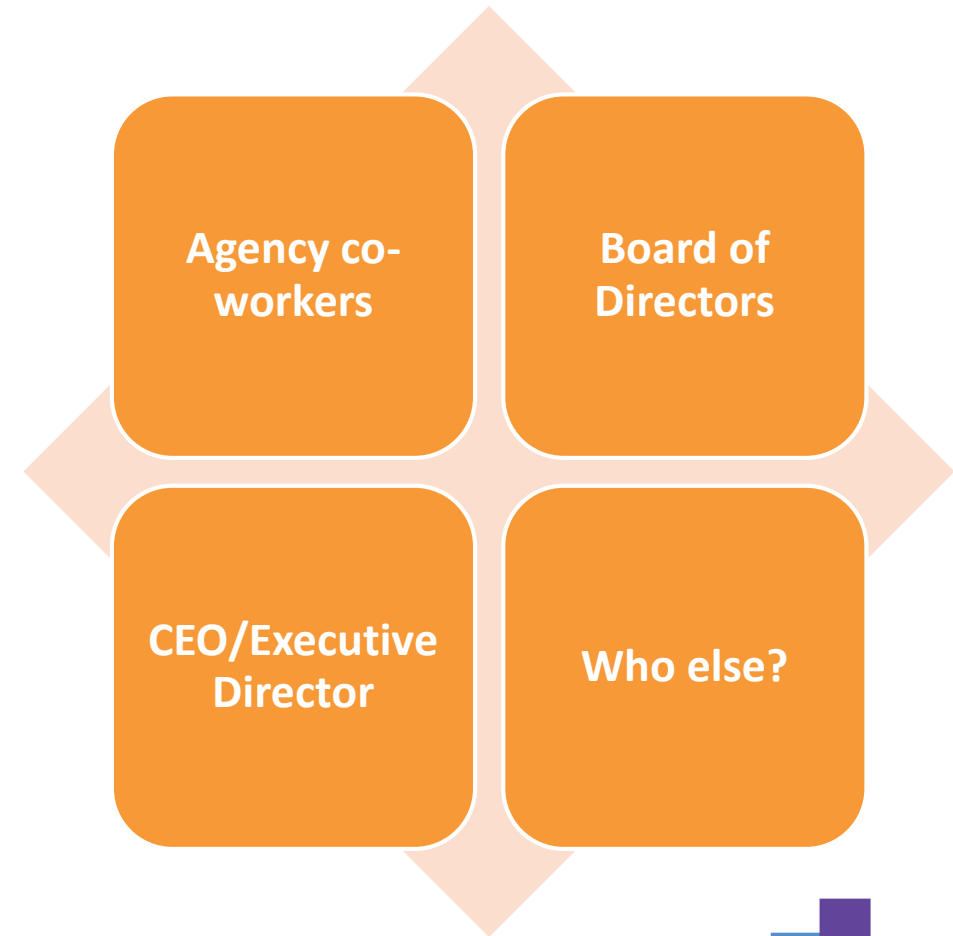 Agency co-
workers
Board of
Directors
CEO/Executive
Director
Who else?